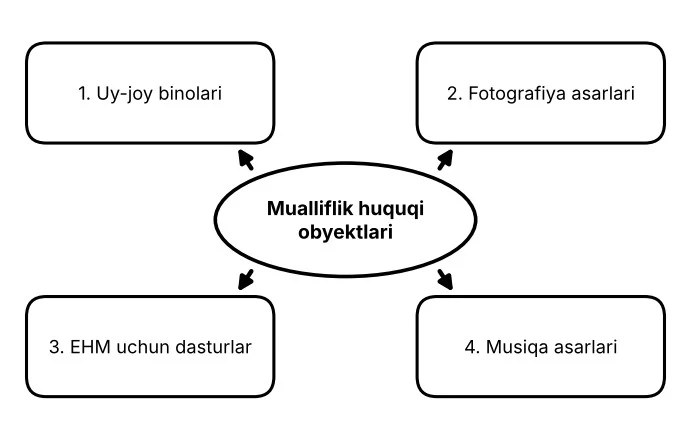 1. Uy-joy binolari
2. Fotografiya asarlari
Mualliflik huquqi
obyektlari
3. EHM uchun dasturlar
4. Musiqa asarlari